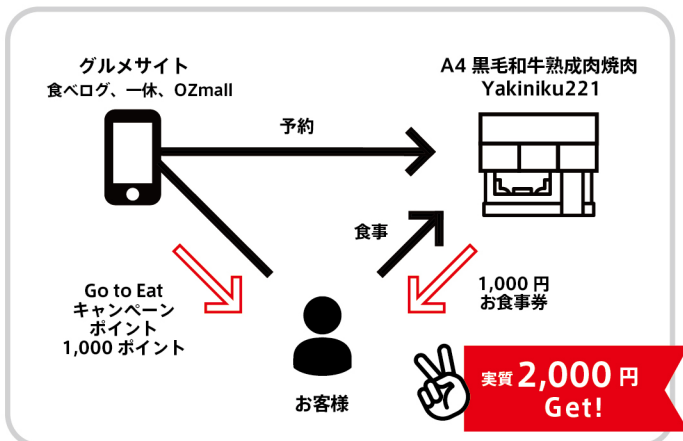 グルメサイト
食べログ、一休、OZmall
A4 黒毛和牛熟成肉焼肉
Yakiniku221
予約
食事
Go to Eat
キャンペーン
ポイント
1,000 ポイント
1,000 円
お食事券
お客様
実質 2,000 円
Get!